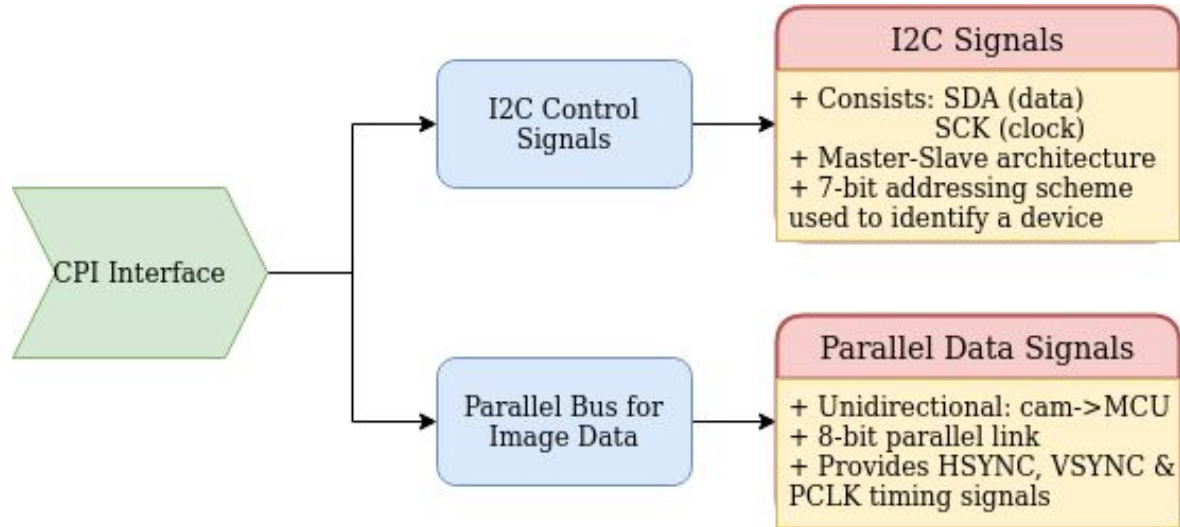 CPI Interface
I2C Control
Signals
I2C Signals
+ Consists: SDA (data)
SCK (clock)
+ Master-Slave architecture
+ 7-bit addressing scheme
used to identify a device
Parallel Bus for
Image Data
Parallel Data Signals
+ Unidirectional: cam->MCU
+ 8-bit parallel link
+ Provides HSYNC, VSYNC &
PCLK timing signals